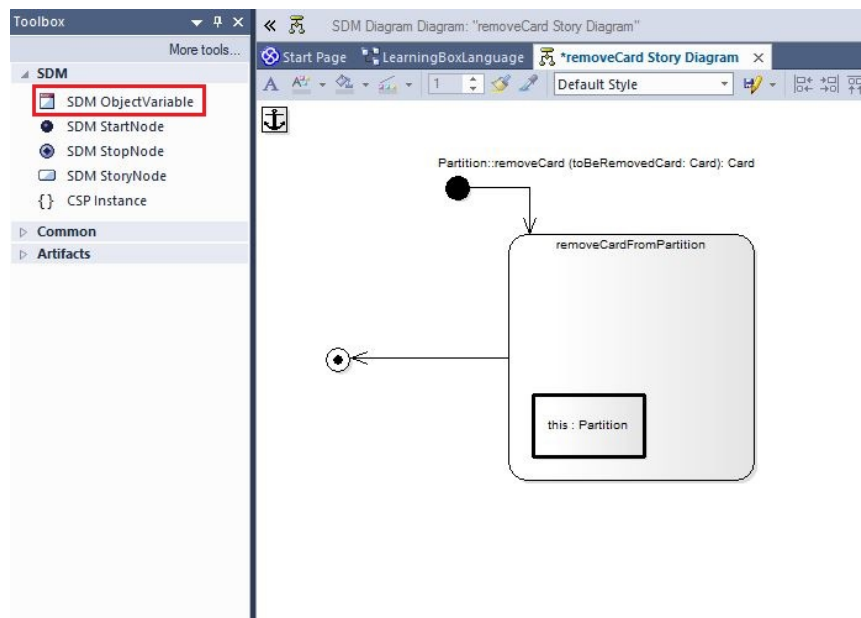 Toolbox
More tools...
SDM
SDM ObjectVariable
SDM StartNode
SDM StopNode
SDM StoryNode
{} CSP Instance
Common
Artifacts
SDM Diagram Diagram: "removeCard Story Diagram"
Start Page LearningBoxLanguage *removeCard Story Diagram
A 1 Default Style
Partition::removeCard (toBeRemovedCard: Card): Card
removeCardFromPartition
this : Partition